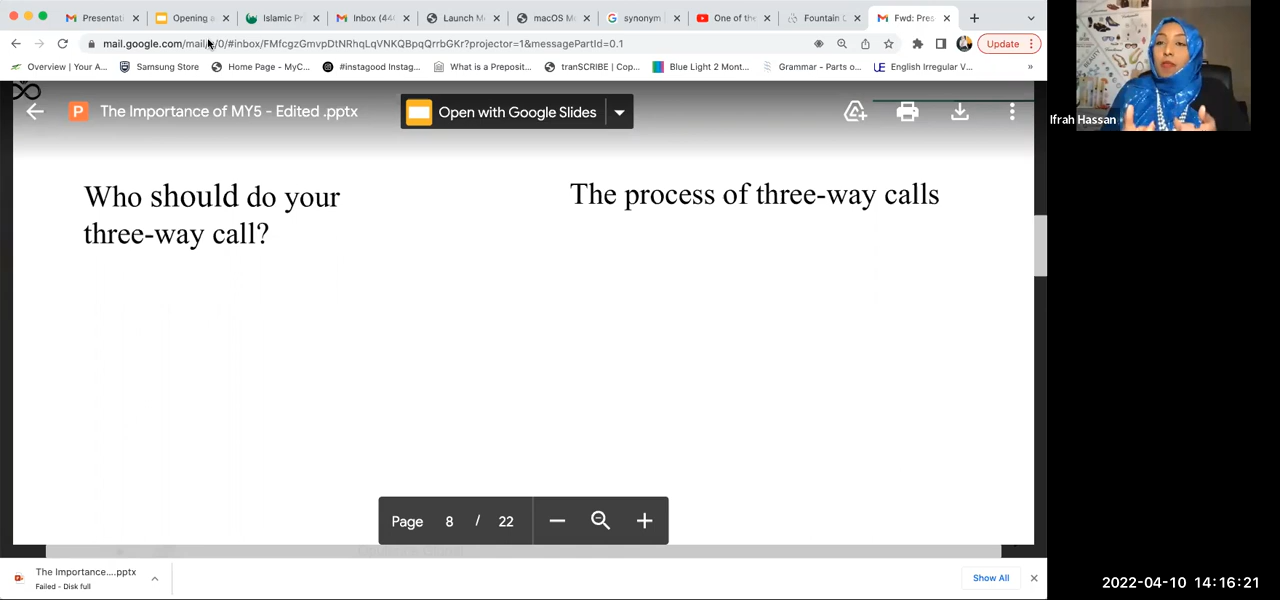 Presentat
Opening a
Islamic Pri
Inbox (44
Launch M
macOS M
synonym
One of the
Fountain
Fwd: Pres
mail.google.com/mail/u/0/#inbox/FMfcgzGmvpDtNRhqLqVNKQBpqQrrbGKr?projector=1&messagePartId=0.1
Update
Overview | Your A...
Samsung Store
Home Page - MyC...
#instagood Instag...
What is a Preposit...
tranSCRIBE | Cop...
Blue Light 2 Mont...
Grammar - Parts o...
English Irregular V...
»
The Importance of MY5 - Edited .pptx
Open with Google Slides
Ifrah Hassan
Who should do your
three-way call?
The process of three-way calls
Page 8 / 22
The Importance....pptx
Failed - Disk full
Show All
2022-04-10 14:16:21